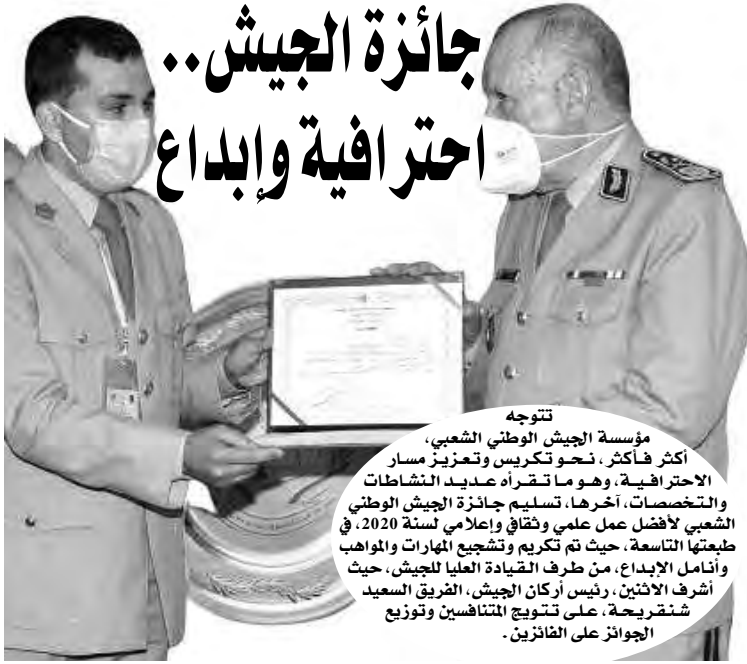 جائزة الجيش..
احترافية وإبداع
تتوجه
مؤسسة الجيش الوطني الشعبي،
أكثر فأكثر، نحو تكريس وتعزيز مسار
الاحترافية، وهو ما تقرأه عديد النشاطات
والتخصصات، آخرها، تسليم جائزة الجيش الوطني
الشعبي لأفضل عمل علمي وثقافي وإعلامي لسنة 2020، في
طبعتها التاسعة، حيث تم تكريم وتشجيع المهارات والمواهب
وأنامل الإبداع، من طرف القيادة العليا للجيش، حيث
أشرف الاثنين، رئيس أركان الجيش، الفريق السعيد
شنقريحة، على تتويج المتنافسين وتوزيع
الجوائز على الفائزين.